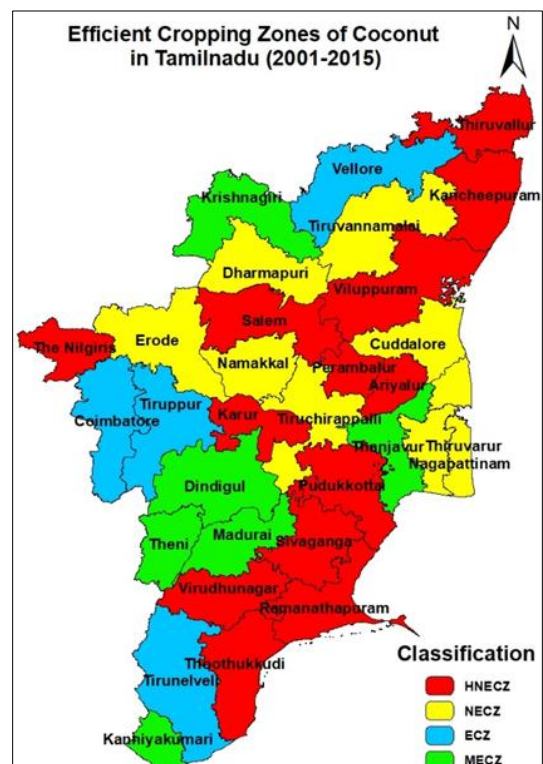 Efficient Cropping Zones of Coconut
in Tamilnadu (2001-2015)
N
Thiruvallur
Vellore
Kancheepuram
Krishnagiri
Tiruvannamalai
Dharmapuri
Viluppuram
Salem
The Nilgiris
Erode
Cuddalore
Namakkal
Perambalur
Ariyalur
Tiruppur
Coimbatore
Karur
Tiruchirappalli
Thanjavur
Thiruvarur
Nagapattinam
Dindigul
Pudukkottai
Madurai
Theni
Sivaganga
Virudhunagar
Ramanathapuram
Thoothukkudi
Tirunelveli
Kanniyakumari
Classification
HNECZ
NECZ
ECZ
MECZ